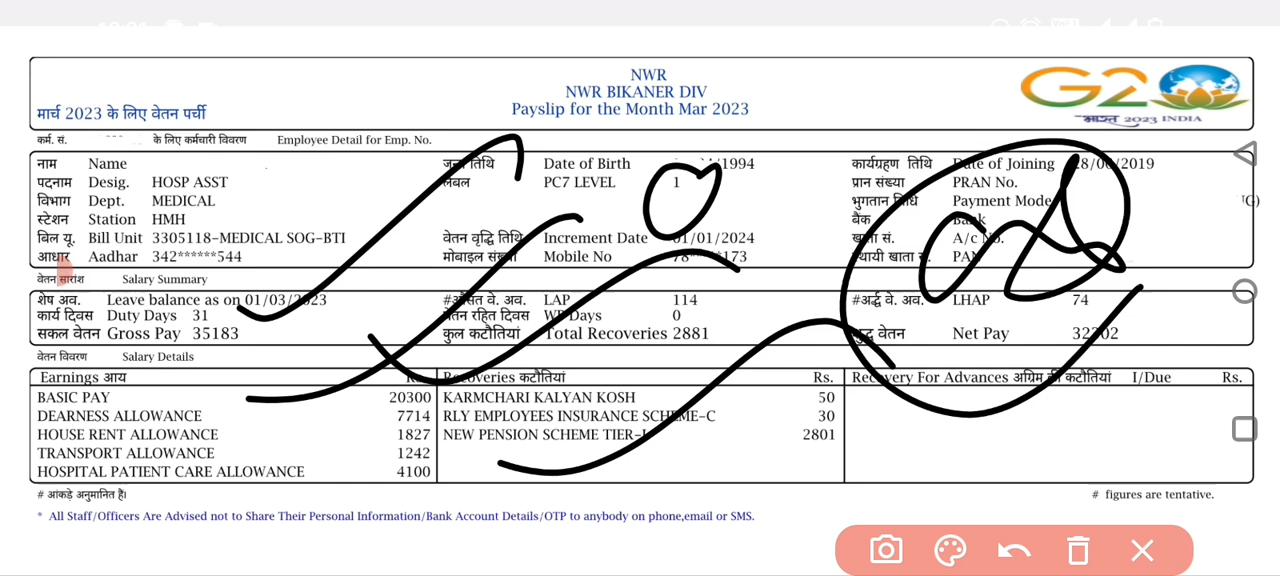 NWR
NWR BIKANER DIV
मार्च 2023 के लिए वेतन पर्ची Payslip for the Month Mar 2023
G20
भारत 2023 INDIA
कर्म. सं. के लिए कर्मचारी विवरण Employee Detail for Emp. No.
नाम Name तिथि Date of Birth 1994 कार्यग्रहण तिथि Date of Joining /2019
पदनाम Desig. HOSP ASST लेवल PC7 LEVEL 1 प्रान संख्या PRAN No.
विभाग Dept. MEDICAL भुगतान Payment Mode
स्टेशन Station HMH बैंक Bank
बिल यू. Bill Unit 3305118-MEDICAL SOG-BTI वेतन वृद्धि तिथि Increment Date 01/01/2024 सं. A/c No.
आधार Aadhar 342******544 मोबाइल Mobile No 173 खाता PAN
वेतन सारांश Salary Summary
शेष अव. Leave balance as on 01/03/2023 वे. अव. LAP 114 #अर्द्ध वे. अव. LHAP 74
कार्य दिवस Duty Days 31 रहित दिवस Days 0
सकल वेतन Gross Pay 35183 कुल कटौतियां Total Recoveries 2881 वेतन Net Pay
वेतन विवरण Salary Details
Earnings आय Recoveries कटौतियां Rs. Recovery For Advances अग्रिम की कटौतियां I/Due Rs.
BASIC PAY 20300 KARMCHARI KALYAN KOSH 50
DEARNESS ALLOWANCE 7714 RLY EMPLOYEES INSURANCE SCHEME-C 30
HOUSE RENT ALLOWANCE 1827 NEW PENSION SCHEME 2801
TRANSPORT ALLOWANCE 1242
HOSPITAL PATIENT CARE ALLOWANCE 4100
# आंकड़े अनुमानित हैं। # figures are tentative.
* All Staff/Officers Are Advised not to Share Their Personal Information/Bank Account Details/OTP to anybody on phone,email or SMS.